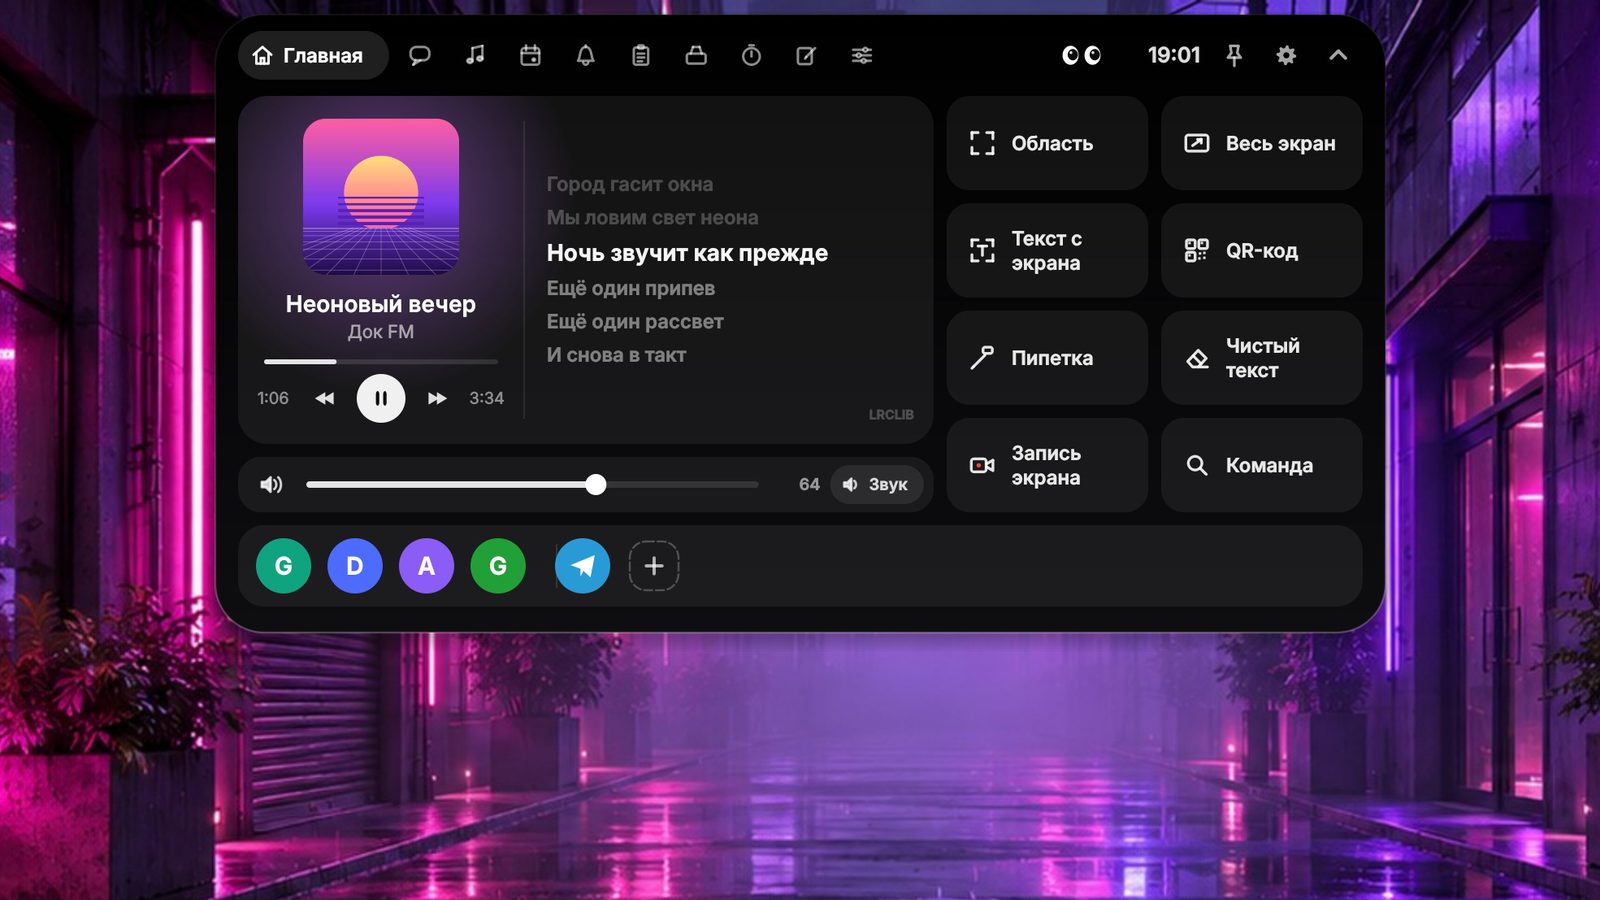 Главная
19:01
Город гасит окна
Мы ловим свет неона
Ночь звучит как прежде
Ещё один припев
Ещё один рассвет
И снова в такт
LRCLIB
Неоновый вечер
Док FM
1:06
3:34
64
Звук
Область
Весь экран
Текст с
экрана
QR-код
Пипетка
Чистый
текст
Запись
экрана
Команда
G
D
A
G